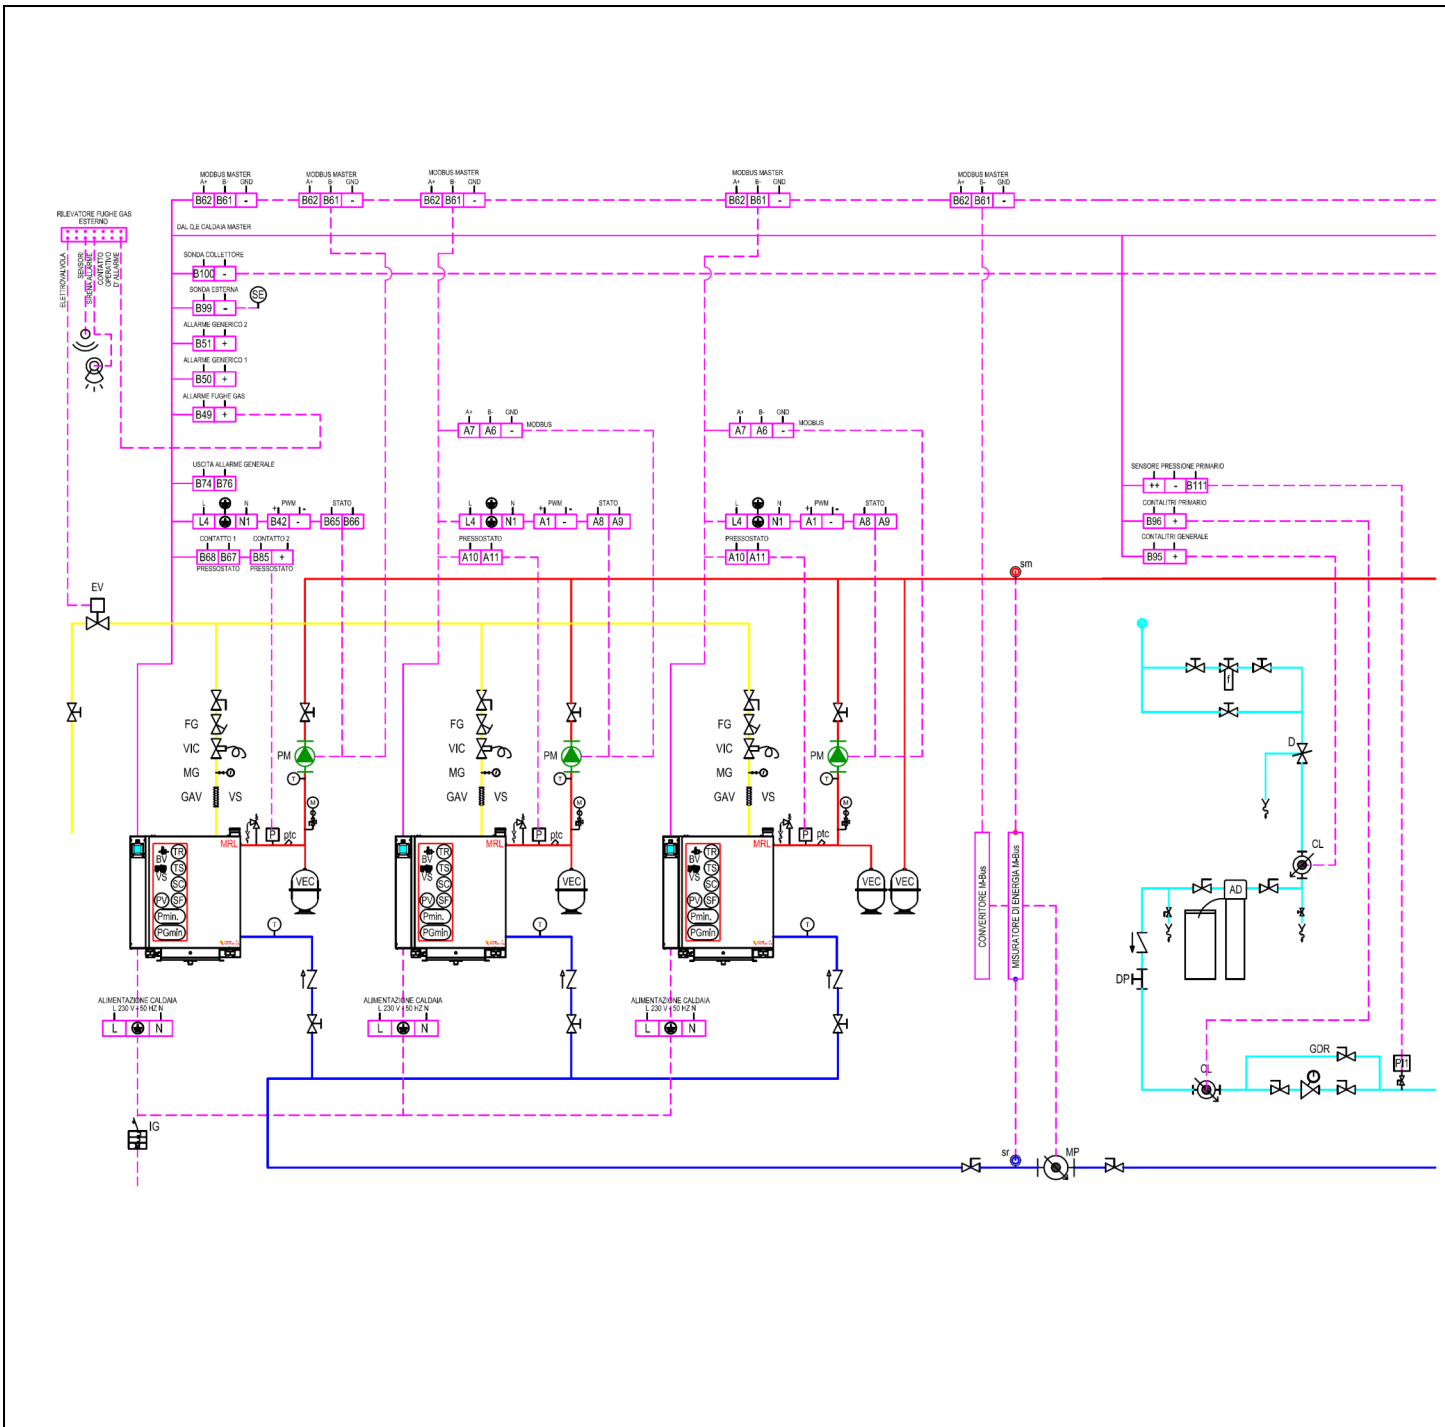 MODBUS MASTER
A+ B- GND
B62 B61 -
MODBUS MASTER
A+ B- GND
B62 B61 -
MODBUS MASTER
A+ B- GND
B62 B61 -
MODBUS MASTER
A+ B- GND
B62 B61 -
MODBUS MASTER
A+ B- GND
B62 B61 -
RILEVATORE FUGHE GAS
ESTERNO
ELETTROVALVOLA
SENSORI
SIRENA ALLARME
CONTATTO
OPERATIVO
D'ALLARME
DAL Q.E CALDAIA MASTER
SONDA COLLETTORE
B100 -
SONDA ESTERNA
B99 -
SE
ALLARME GENERICO 2
B51 +
ALLARME GENERICO 1
B50 +
ALLARME FUGHE GAS
B49 +
A+ B- GND
A7 A6 -
MODBUS
A+ B- GND
A7 A6 -
MODBUS
USCITA ALLARME GENERALE
B74 B76
L N
L4 N1
+ PWM -
B42 -
STATO
B65 B66
L N
L4 N1
+ PWM -
A1 -
STATO
A8 A9
L N
L4 N1
+ PWM -
A1 -
STATO
A8 A9
CONTATTO 1
B68 B67
PRESSOSTATO
CONTATTO 2
B85 +
PRESSOSTATO
PRESSOSTATO
A10 A11
PRESSOSTATO
A10 A11
SENSORE PRESSIONE PRIMARIO
++ - B111
CONTALITRI PRIMARIO
B96 +
CONTALITRI GENERALE
B95 +
EV
sm
FG
VIC
MG
GAV VS
PM
T
M
P
ptc
MRL
BV
VS
TR
TS
SC
PV SF
Pmin.
PGmin
VEC
T
FG
VIC
MG
GAV VS
PM
T
M
P
ptc
MRL
BV
VS
TR
TS
SC
PV SF
Pmin.
PGmin
VEC
T
FG
VIC
MG
GAV VS
PM
T
M
P
ptc
MRL
BV
VS
TR
TS
SC
PV SF
Pmin.
PGmin
VEC
VEC
T
CONVERITORE M-Bus
MISURATORE DI ENERGIA M-Bus
f
D
CL
AD
DP
CL
GDR
ALIMENTAZIONE CALDAIA
L 230 V - 50 HZ N
L N
ALIMENTAZIONE CALDAIA
L 230 V - 50 HZ N
L N
ALIMENTAZIONE CALDAIA
L 230 V - 50 HZ N
L N
IG
sr
MP